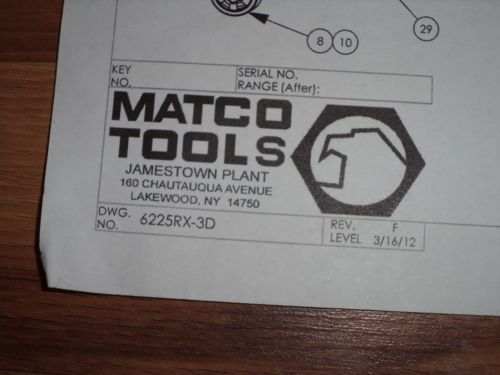 29
8 10
KEY NO.
SERIAL NO.
RANGE (After):
MATCO
TOOLS
JAMESTOWN PLANT
160 CHAUTAUQUA AVENUE
LAKEWOOD, NY 14750
DWG. NO. 6225RX-3D
REV. F
LEVEL 3/16/12